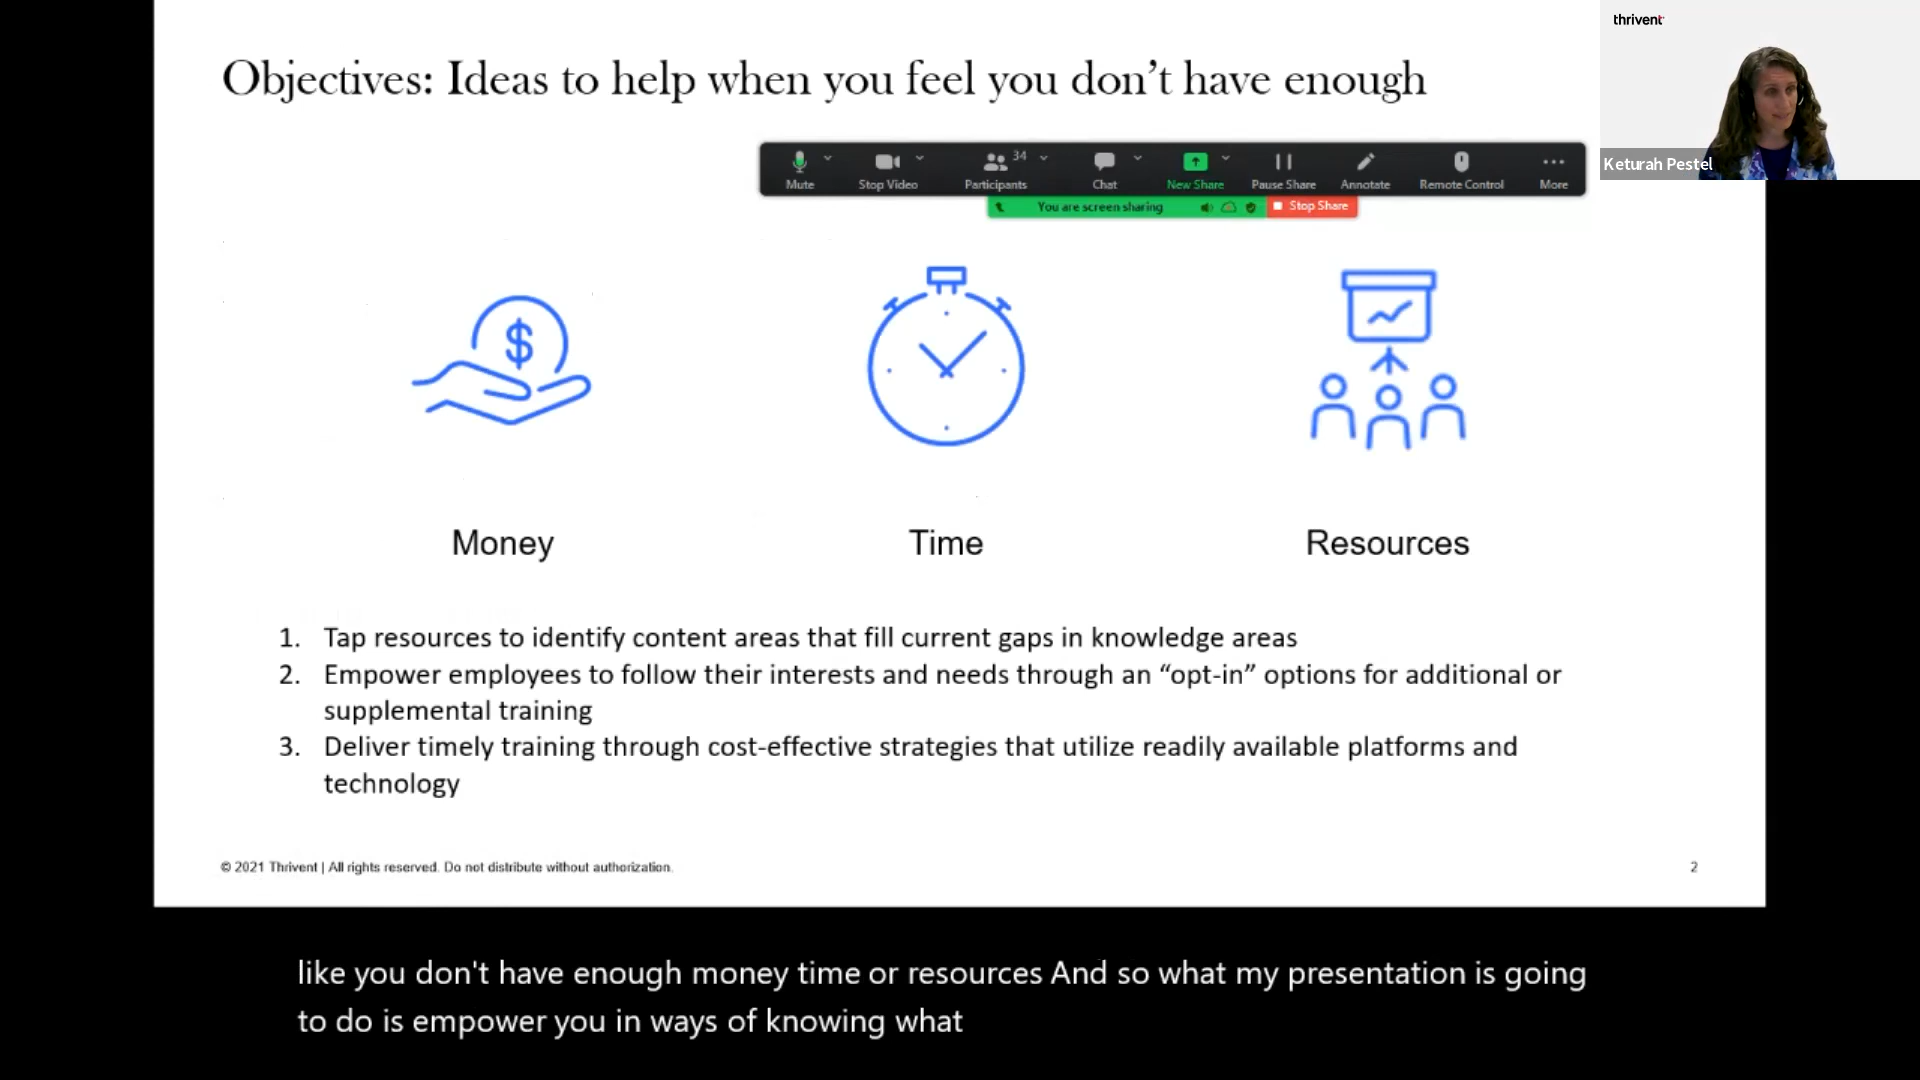 Objectives: Ideas to help when you feel you don't have enough
thrivent
Keturah Pestel
34
Mute
Stop Video
Participants
Chat
New Share
Pause Share
Annotate
Remote Control
More
You are screen sharing
Stop Share
$
Money
Time
Resources
1. Tap resources to identify content areas that fill current gaps in knowledge areas
2. Empower employees to follow their interests and needs through an “opt-in” options for additional or
supplemental training
3. Deliver timely training through cost-effective strategies that utilize readily available platforms and
technology
© 2021 Thrivent | All rights reserved. Do not distribute without authorization.
2
like you don't have enough money time or resources And so what my presentation is going
to do is empower you in ways of knowing what